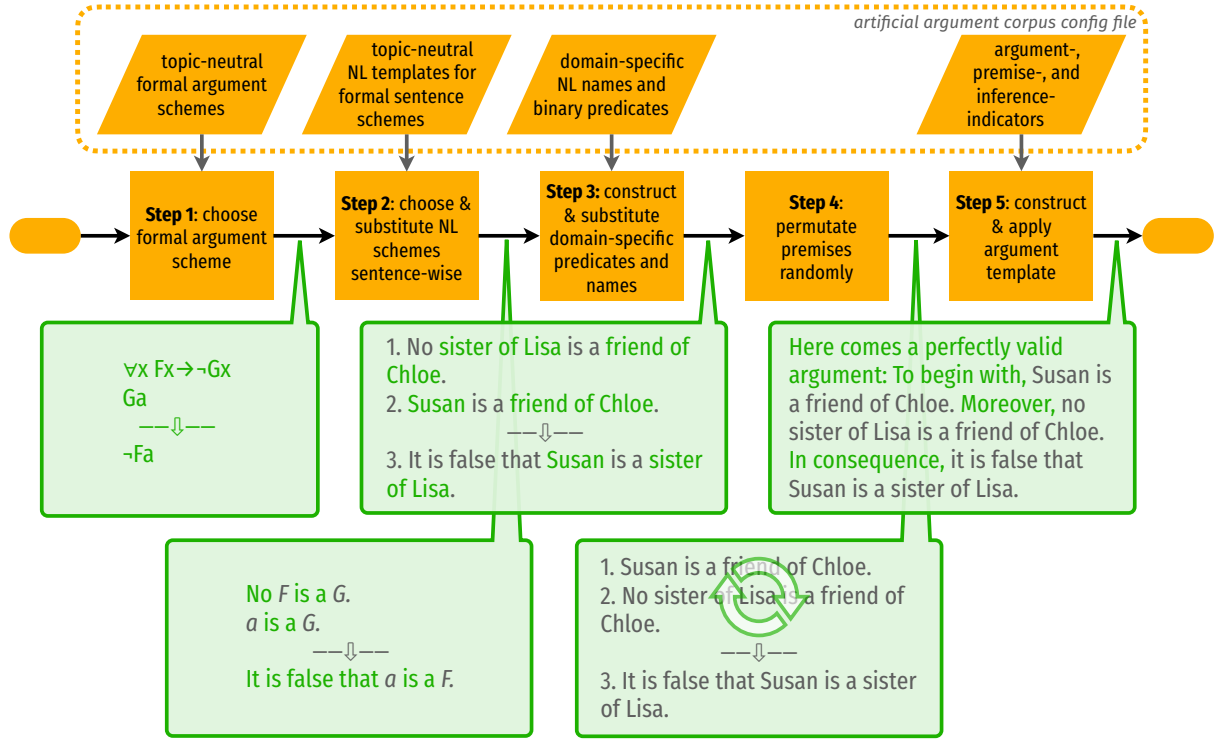 artificial argument corpus config file
topic-neutral
formal argument
schemes
topic-neutral
NL templates for
formal sentence
schemes
domain-specific
NL names and
binary predicates
argument-,
premise-, and
inference-
indicators
Step 1: choose
formal argument
scheme
Step 2: choose &
substitute NL
schemes
sentence-wise
Step 3: construct
& substitute
domain-specific
predicates and
names
Step 4:
permutate
premises
randomly
Step 5: construct
& apply
argument
template
∀x Fx→¬Gx
Ga
——⇩——
¬Fa
1. No sister of Lisa is a friend of
Chloe.
2. Susan is a friend of Chloe.
——⇩——
3. It is false that Susan is a sister
of Lisa.
Here comes a perfectly valid
argument: To begin with, Susan is
a friend of Chloe. Moreover, no
sister of Lisa is a friend of Chloe.
In consequence, it is false that
Susan is a sister of Lisa.
No F is a G.
a is a G.
——⇩——
It is false that a is a F.
1. Susan is a friend of Chloe.
2. No sister of Lisa is a friend of
Chloe.
——⇩——
3. It is false that Susan is a sister
of Lisa.